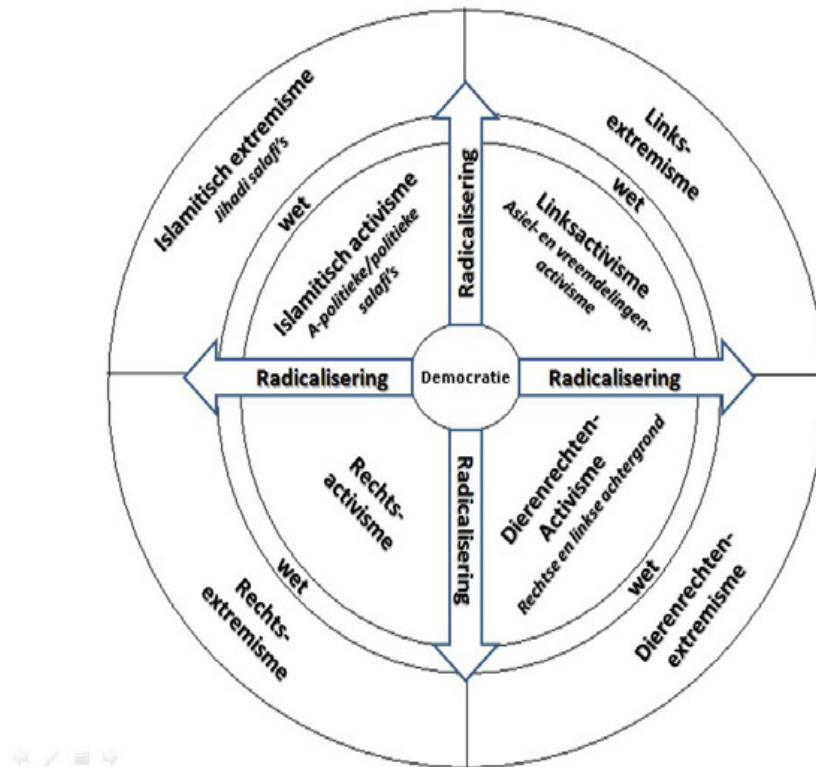 Islamitisch extremisme
Jihadi salafi's
Links-
extremisme
wet
wet
Islamitisch activisme
A-politieke/politieke
salafi's
Radicalisering
Linksactivisme
Asiel- en vreemdelingen-
activisme
Radicalisering
Democratie
Radicalisering
Rechts-
activisme
Radicalisering
Dierenrechten-
Activisme
Rechtse en linkse achtergrond
wet
wet
Rechts-
extremisme
Dierenrechten-
extremisme